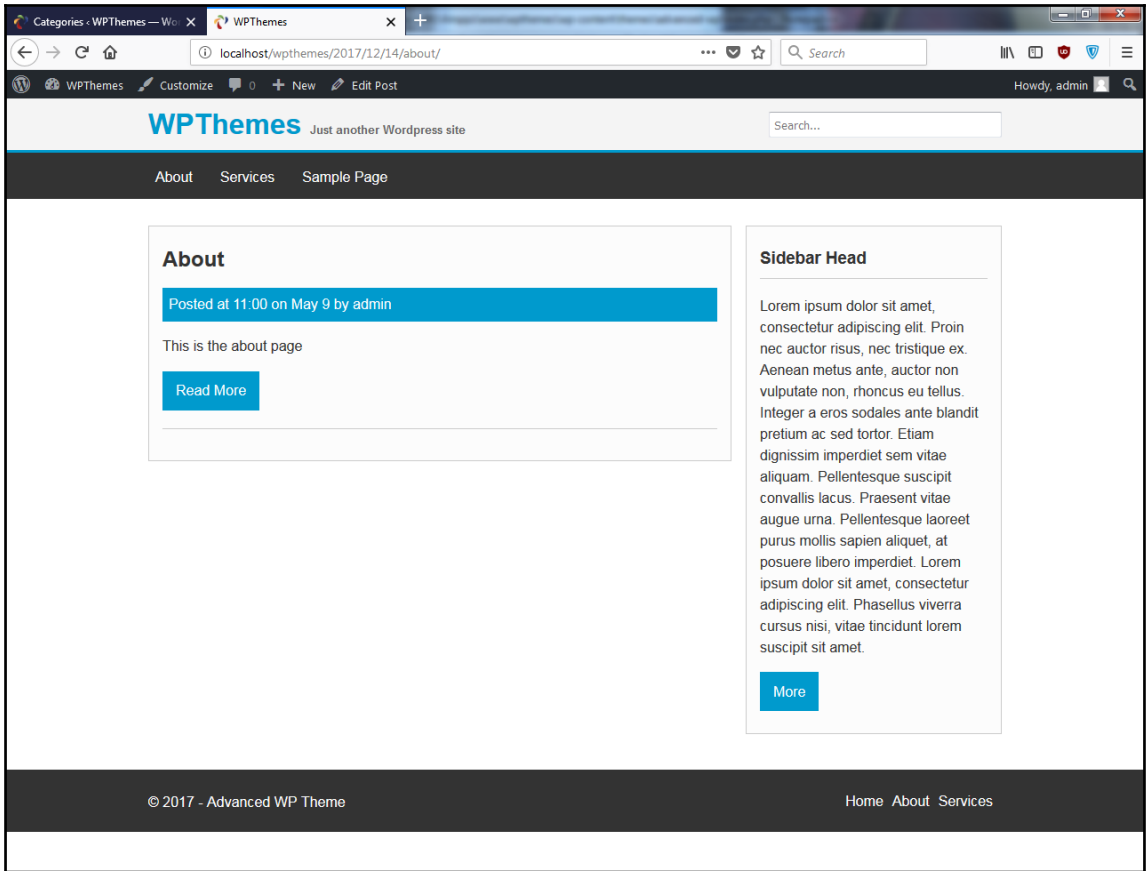 Categories ‹ WPThemes — Wo
WPThemes
localhost/wpthemes/2017/12/14/about/
Search
WPThemes Customize 0 New Edit Post
Howdy, admin
WPThemes Just another Wordpress site
Search...
About Services Sample Page
About
Posted at 11:00 on May 9 by admin
This is the about page
Read More
Sidebar Head
Lorem ipsum dolor sit amet,
consectetur adipiscing elit. Proin
nec auctor risus, nec tristique ex.
Aenean metus ante, auctor non
vulputate non, rhoncus eu tellus.
Integer a eros sodales ante blandit
pretium ac sed tortor. Etiam
dignissim imperdiet sem vitae
aliquam. Pellentesque suscipit
convallis lacus. Praesent vitae
augue urna. Pellentesque laoreet
purus mollis sapien aliquet, at
posuere libero imperdiet. Lorem
ipsum dolor sit amet, consectetur
adipiscing elit. Phasellus viverra
cursus nisi, vitae tincidunt lorem
suscipit sit amet.
More
© 2017 - Advanced WP Theme
Home About Services